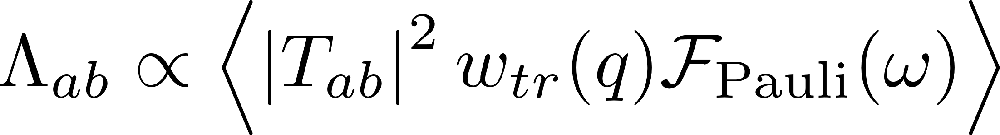 Λ_{ab} ∝ ⟨ |T_{ab}|² w_{tr}(q) ℱ_{Pauli}(ω) ⟩